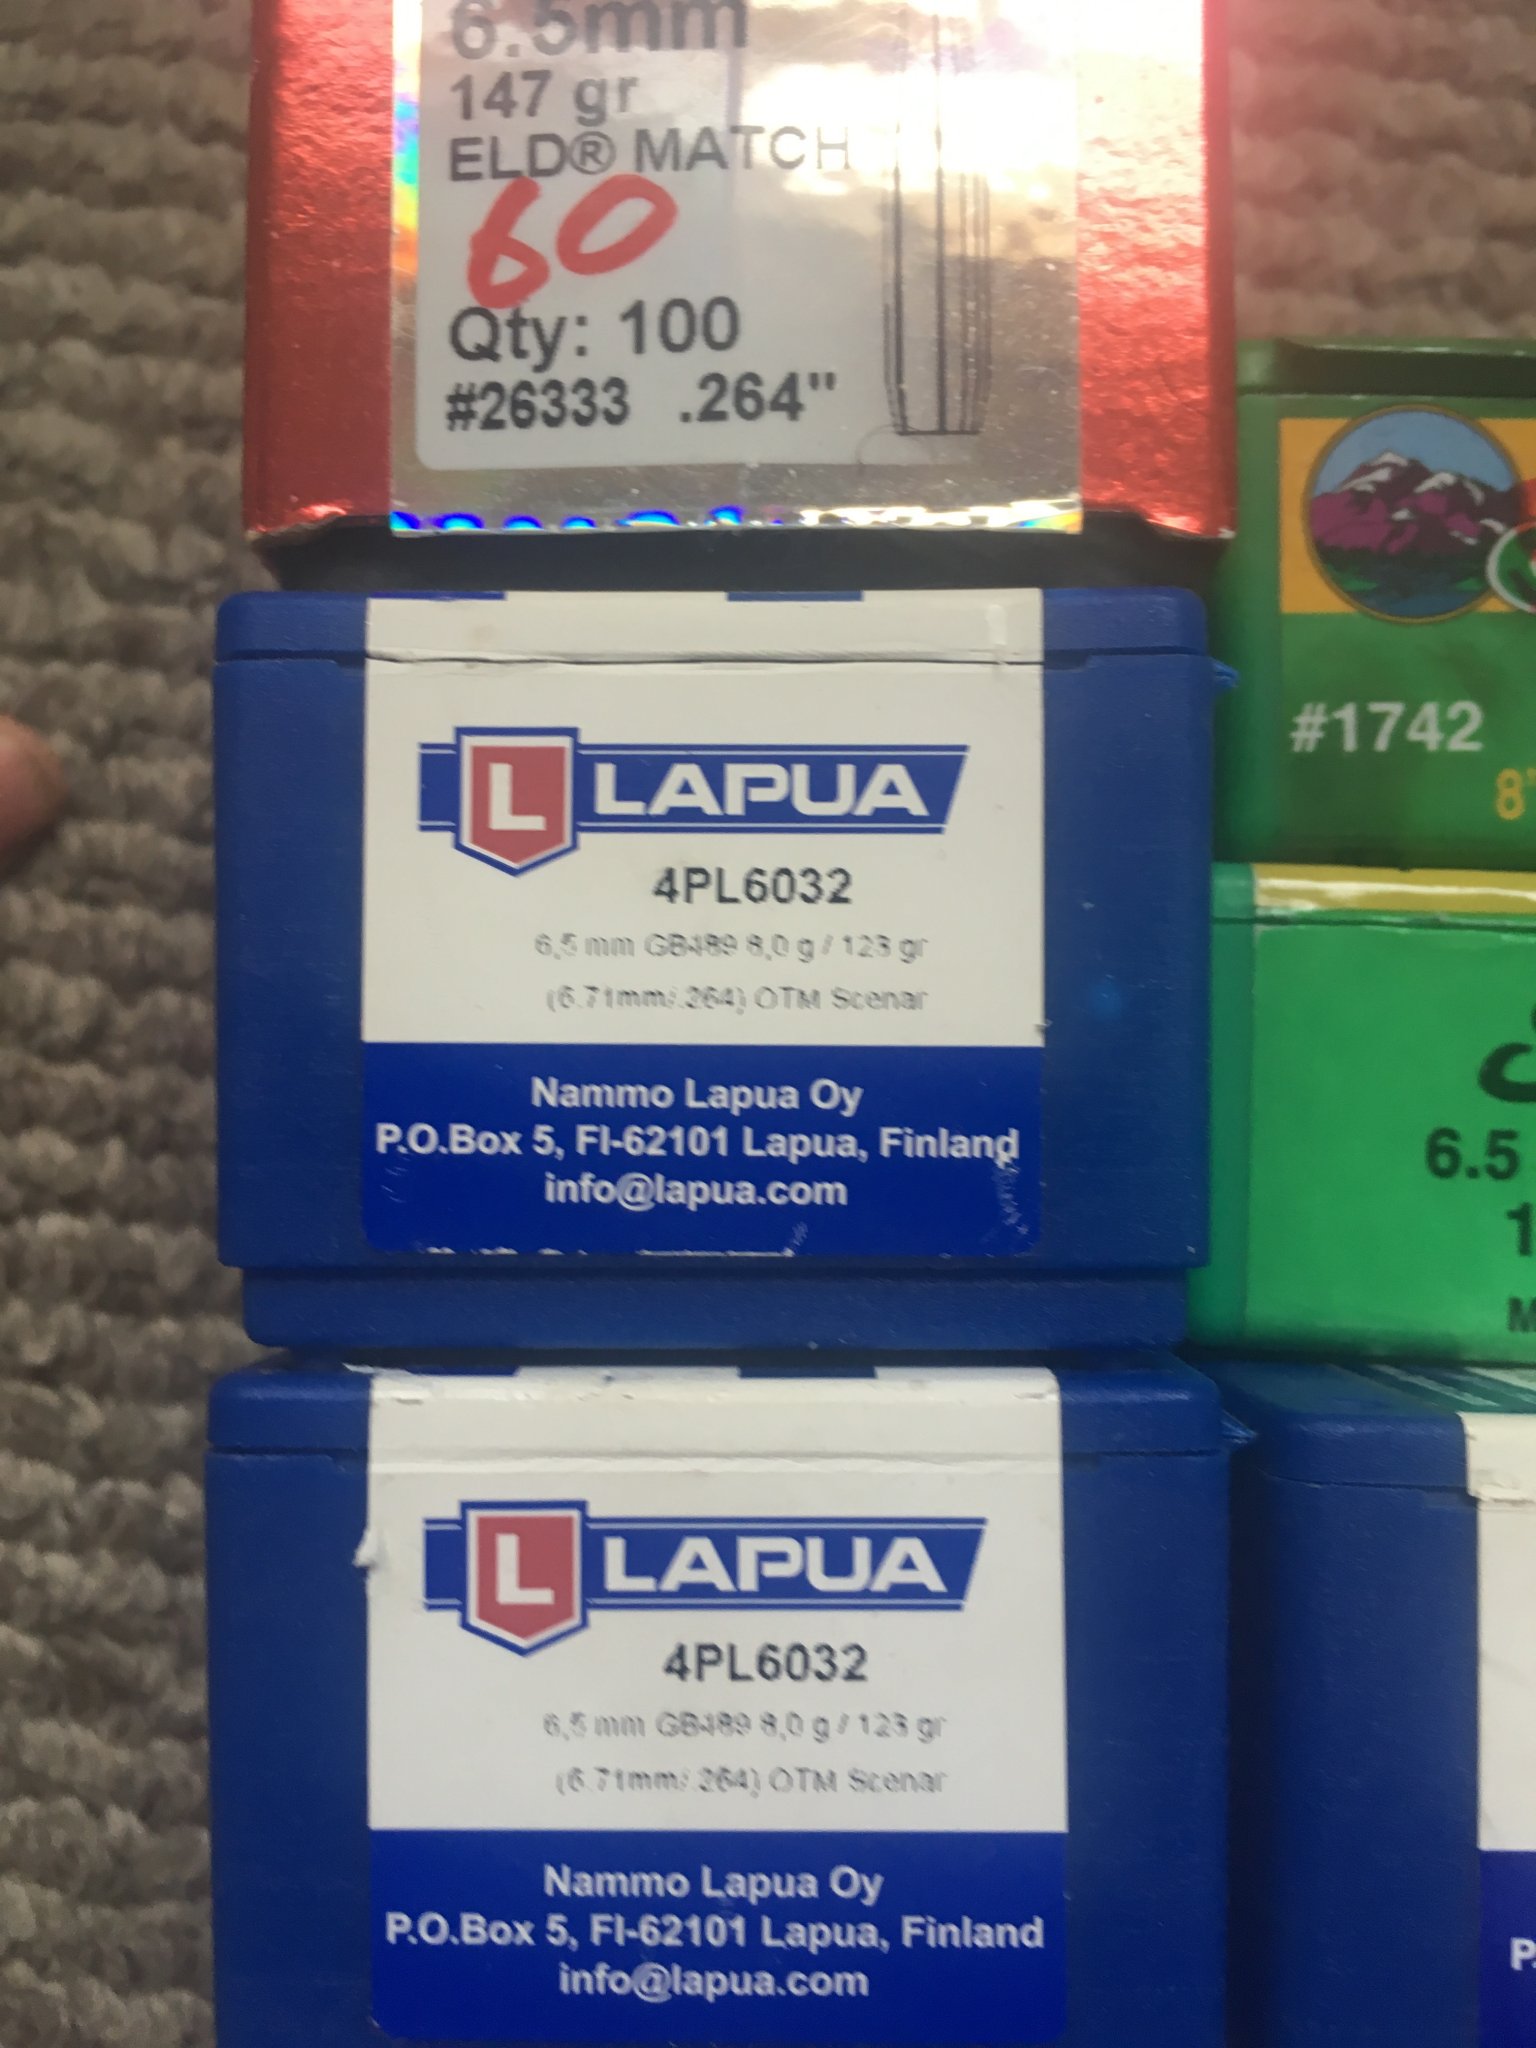 6.5mm
147 gr
ELD® MATCH
60
Qty: 100
#26333 .264"
L LAPUA
4PL6032
6,5 mm GB489 8,0 g / 123 gr
(6.71mm/.264) OTM Scenar
Nammo Lapua Oy
P.O.Box 5, FI-62101 Lapua, Finland
info@lapua.com
L LAPUA
4PL6032
6,5 mm GB489 8,0 g / 123 gr
(6.71mm/.264) OTM Scenar
Nammo Lapua Oy
P.O.Box 5, FI-62101 Lapua, Finland
info@lapua.com
#1742
6.5